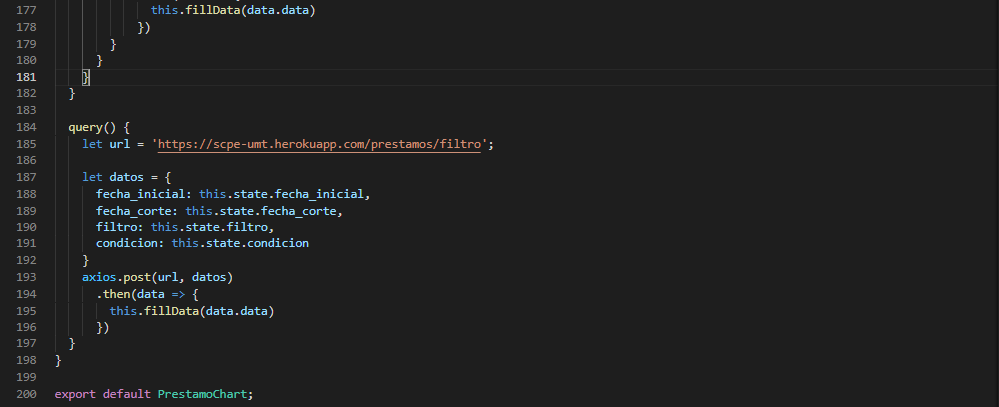 177 this.fillData(data.data)
178 })
179 }
180 }
181 }
182 }
183
184 query() {
185 let url = 'https://scpe-umt.herokuapp.com/prestamos/filtro';
186
187 let datos = {
188 fecha_inicial: this.state.fecha_inicial,
189 fecha_corte: this.state.fecha_corte,
190 filtro: this.state.filtro,
191 condicion: this.state.condicion
192 }
193 axios.post(url, datos)
194 .then(data => {
195 this.fillData(data.data)
196 })
197 }
198 }
199
200 export default PrestamoChart;